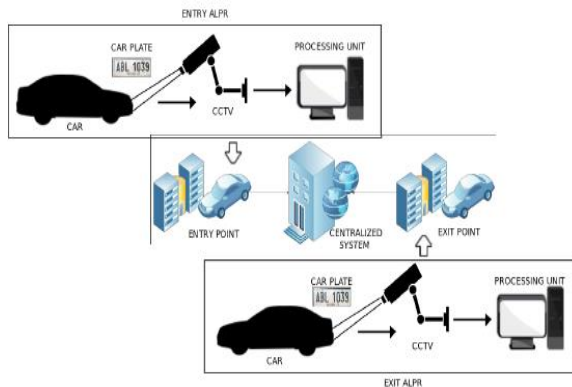 ENTRY ALPR
CAR PLATE
PROCESSING UNIT
ABL 1039
CCTV
CAR
ENTRY POINT
CENTRALIZED
SYSTEM
EXIT POINT
CAR PLATE
PROCESSING UNIT
ABL 1039
CCTV
CAR
EXIT ALPR